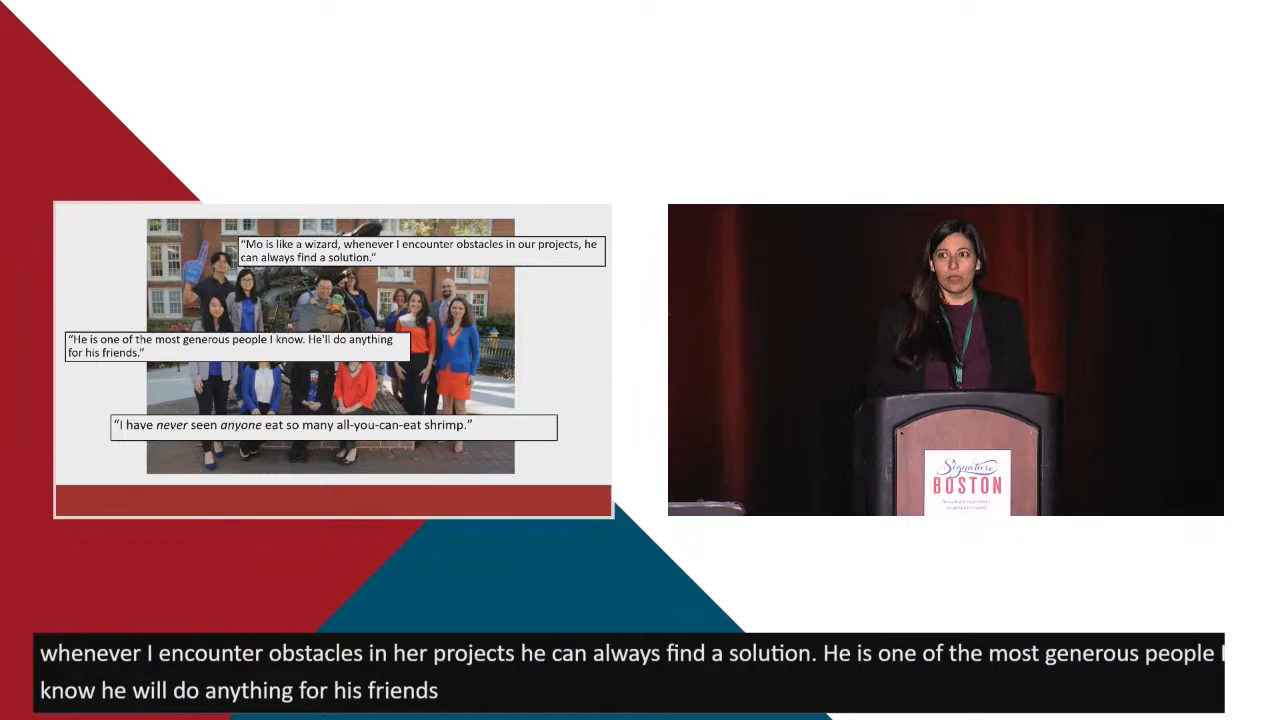 “Mo is like a wizard, whenever I encounter obstacles in our projects, he
can always find a solution.”
“He is one of the most generous people I know. He'll do anything
for his friends.”
“I have never seen anyone eat so many all-you-can-eat shrimp.”
Signature
BOSTON
whenever I encounter obstacles in her projects he can always find a solution. He is one of the most generous people I
know he will do anything for his friends